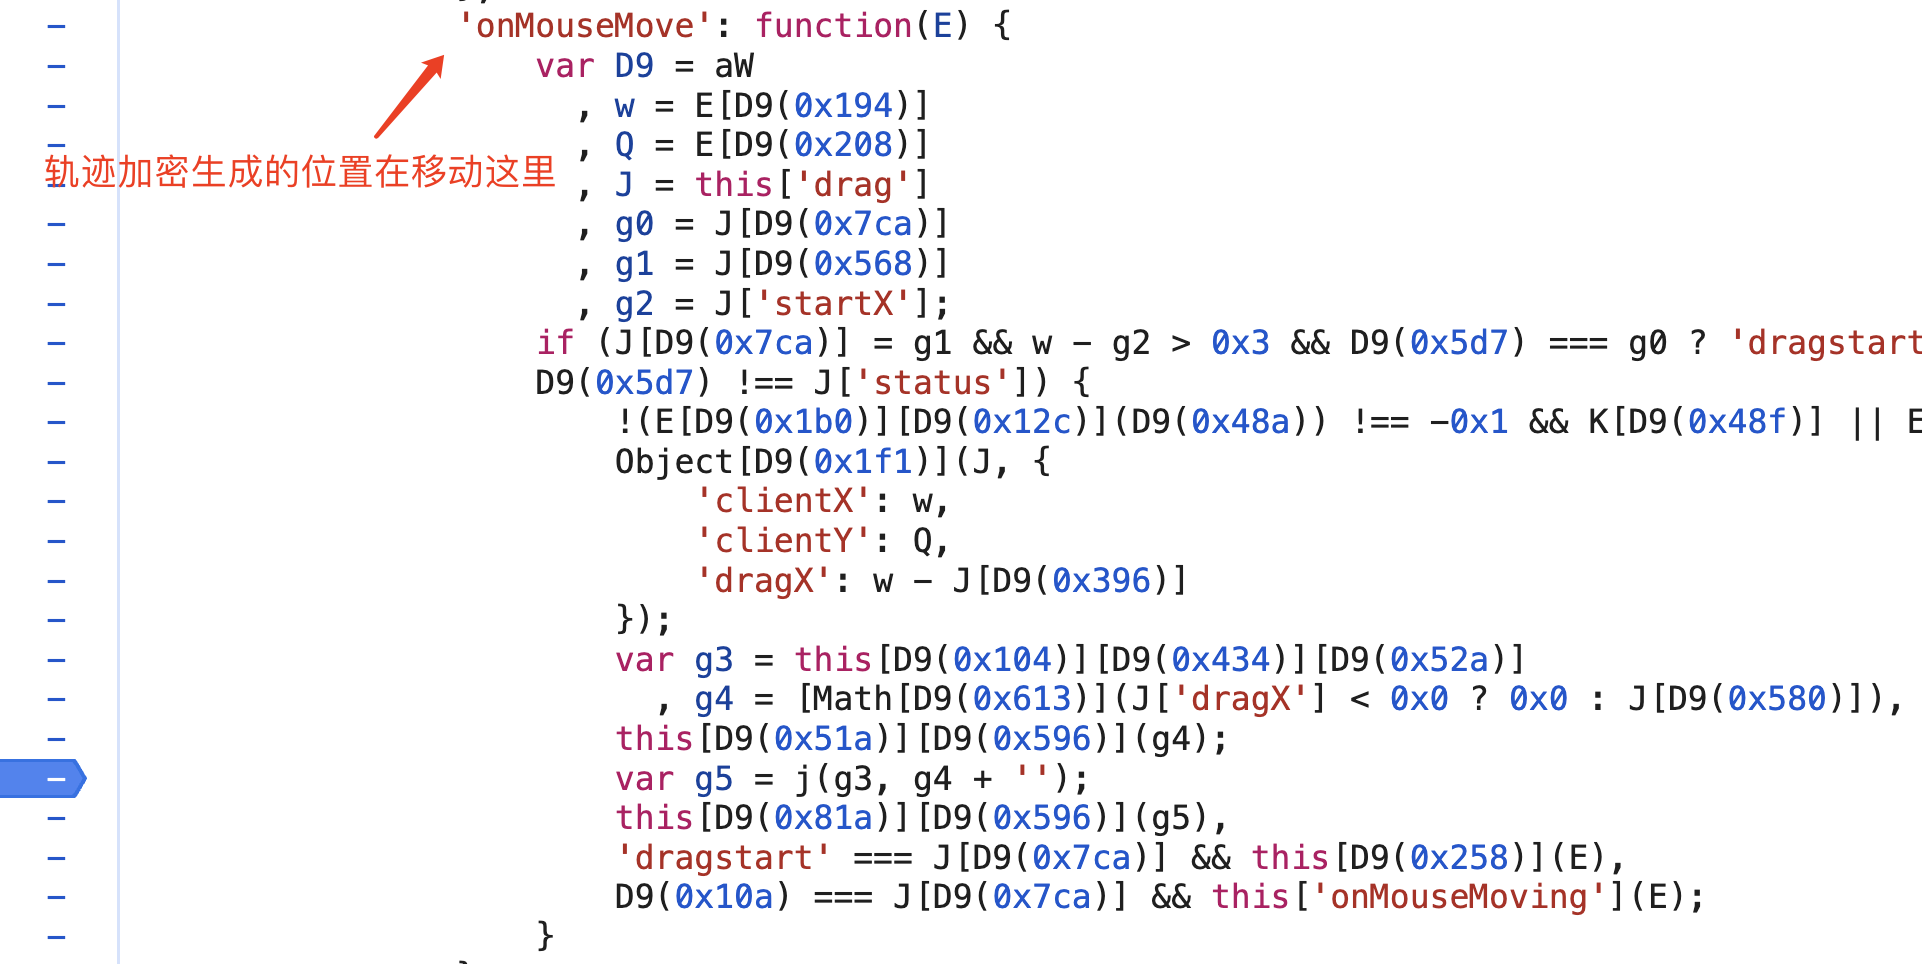 'onMouseMove': function(E) {
var D9 = aW
, w = E[D9(0x194)]
, Q = E[D9(0x208)]
轨迹加密生成的位置在移动这里
, J = this['drag']
, g0 = J[D9(0x7ca)]
, g1 = J[D9(0x568)]
, g2 = J['startX'];
if (J[D9(0x7ca)] = g1 && w - g2 > 0x3 && D9(0x5d7) === g0 ? 'dragstart
D9(0x5d7) !== J['status']) {
!(E[D9(0x1b0)][D9(0x12c)](D9(0x48a)) !== -0x1 && K[D9(0x48f)] || E
Object[D9(0x1f1)](J, {
'clientX': w,
'clientY': Q,
'dragX': w - J[D9(0x396)]
});
var g3 = this[D9(0x104)][D9(0x434)][D9(0x52a)]
, g4 = [Math[D9(0x613)](J['dragX'] < 0x0 ? 0x0 : J[D9(0x580)]),
this[D9(0x51a)][D9(0x596)](g4);
var g5 = j(g3, g4 + '');
this[D9(0x81a)][D9(0x596)](g5),
'dragstart' === J[D9(0x7ca)] && this[D9(0x258)](E),
D9(0x10a) === J[D9(0x7ca)] && this['onMouseMoving'](E);
}